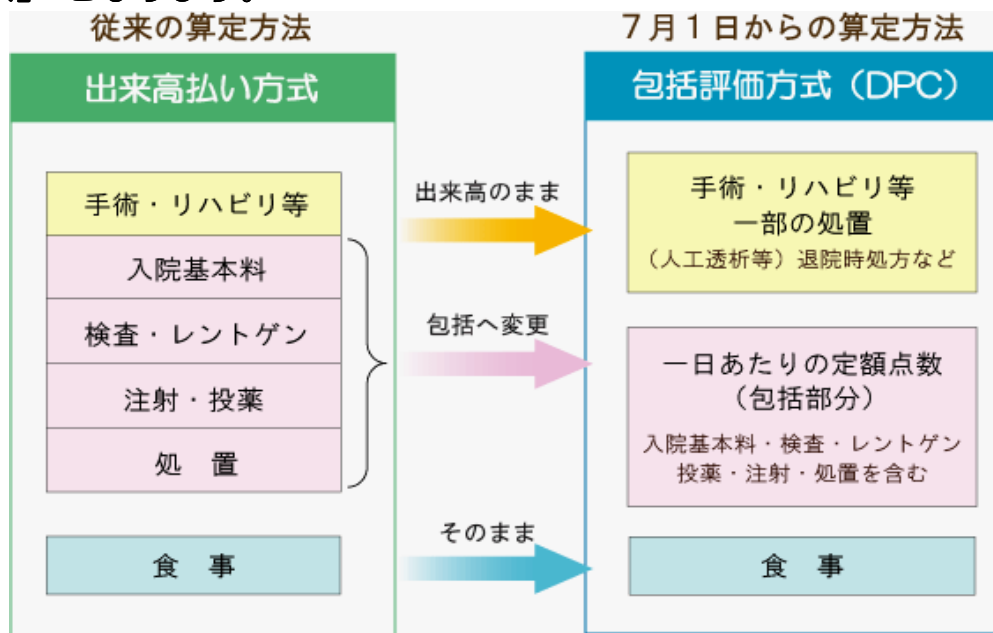 従来の算定方法
7月1日からの算定方法
出来高払い方式
包括評価方式（DPC）
手術・リハビリ等
入院基本料
検査・レントゲン
注射・投薬
処　置
食　事
出来高のまま
包括へ変更
そのまま
手術・リハビリ等
一部の処置
（人工透析等）退院時処方など
一日あたりの定額点数
（包括部分）
入院基本料・検査・レントゲン
投薬・注射・処置を含む
食　事